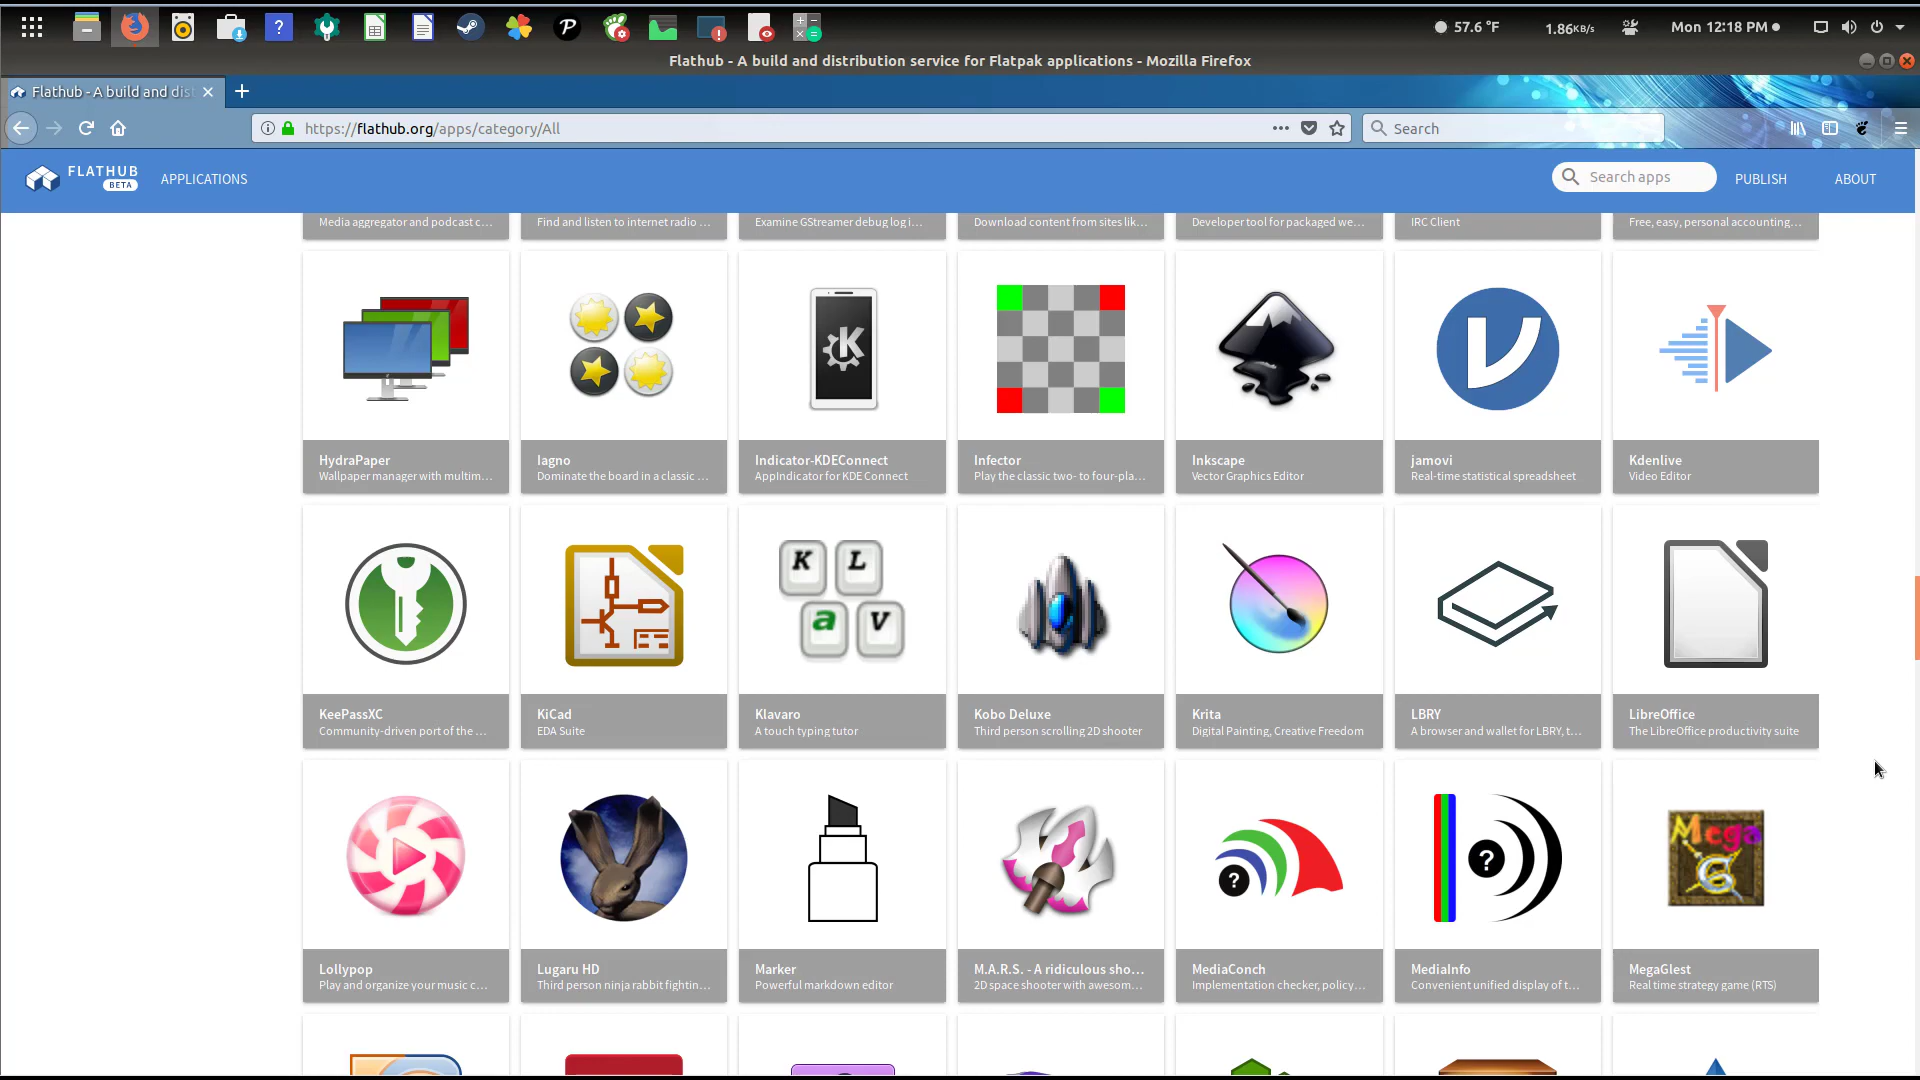 57.6 °F
1.86KB/s
Mon 12:18 PM
Flathub - A build and distribution service for Flatpak applications - Mozilla Firefox
Flathub - A build and dis
https://flathub.org/apps/category/All
Search
FLATHUB
BETA
APPLICATIONS
Search apps
PUBLISH
ABOUT
Media aggregator and podcast c…
Find and listen to internet radio …
Examine GStreamer debug log i…
Download content from sites lik…
Developer tool for packaged we…
IRC Client
Free, easy, personal accounting…
HydraPaper
Wallpaper manager with multim…
Iagno
Dominate the board in a classic …
Indicator-KDEConnect
AppIndicator for KDE Connect
Infector
Play the classic two- to four-pla…
Inkscape
Vector Graphics Editor
jamovi
Real-time statistical spreadsheet
Kdenlive
Video Editor
K L
a v
KeePassXC
Community-driven port of the …
KiCad
EDA Suite
Klavaro
A touch typing tutor
Kobo Deluxe
Third person scrolling 2D shooter
Krita
Digital Painting, Creative Freedom
LBRY
A browser and wallet for LBRY, t…
LibreOffice
The LibreOffice productivity suite
Mega
G
Lollypop
Play and organize your music c…
Lugaru HD
Third person ninja rabbit fightin…
Marker
Powerful markdown editor
M.A.R.S. - A ridiculous sho…
2D space shooter with awesom…
MediaConch
Implementation checker, policy…
MediaInfo
Convenient unified display of t…
MegaGlest
Real time strategy game (RTS)